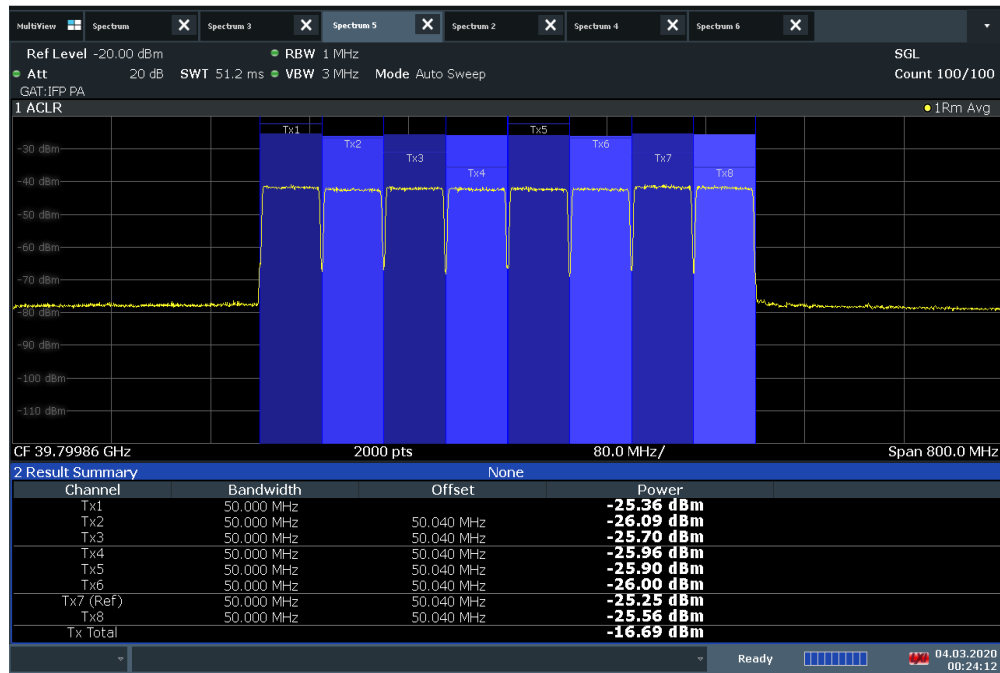 MultiView Spectrum X Spectrum 3 X Spectrum 5 X Spectrum 2 X Spectrum 4 X Spectrum 6 X
Ref Level -20.00 dBm RBW 1 MHz SGL
Att 20 dB SWT 51.2 ms VBW 3 MHz Mode Auto Sweep Count 100/100
GAT:IFP PA
1 ACLR 1Rm Avg
Tx1 Tx5
Tx2 Tx6
-30 dBm
Tx3 Tx7
Tx4 Tx8
-40 dBm
-50 dBm
-60 dBm
-70 dBm
-80 dBm
-90 dBm
-100 dBm
-110 dBm
CF 39.79986 GHz 2000 pts 80.0 MHz/ Span 800.0 MHz
2 Result Summary None
Channel Bandwidth Offset Power
Tx1 50.000 MHz -25.36 dBm
Tx2 50.000 MHz 50.040 MHz -26.09 dBm
Tx3 50.000 MHz 50.040 MHz -25.70 dBm
Tx4 50.000 MHz 50.040 MHz -25.96 dBm
Tx5 50.000 MHz 50.040 MHz -25.90 dBm
Tx6 50.000 MHz 50.040 MHz -26.00 dBm
Tx7 (Ref) 50.000 MHz 50.040 MHz -25.25 dBm
Tx8 50.000 MHz 50.040 MHz -25.56 dBm
Tx Total -16.69 dBm
Ready 04.03.2020
00:24:12